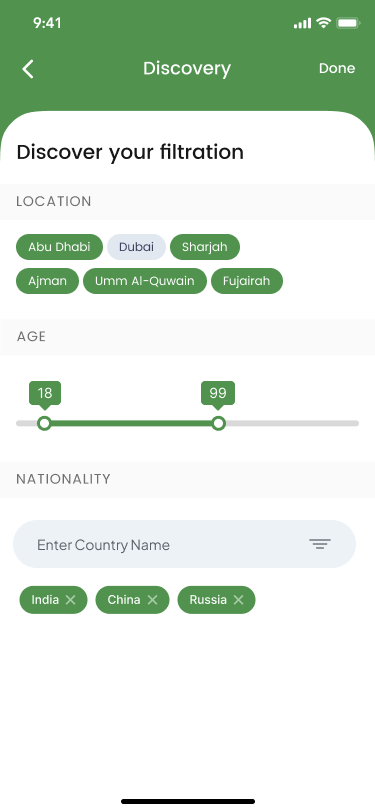 9:41
Discovery Done
Discover your filtration
LOCATION
Abu Dhabi Dubai Sharjah
Ajman Umm Al-Quwain Fujairah
AGE
18 99
NATIONALITY
Enter Country Name
India China Russia